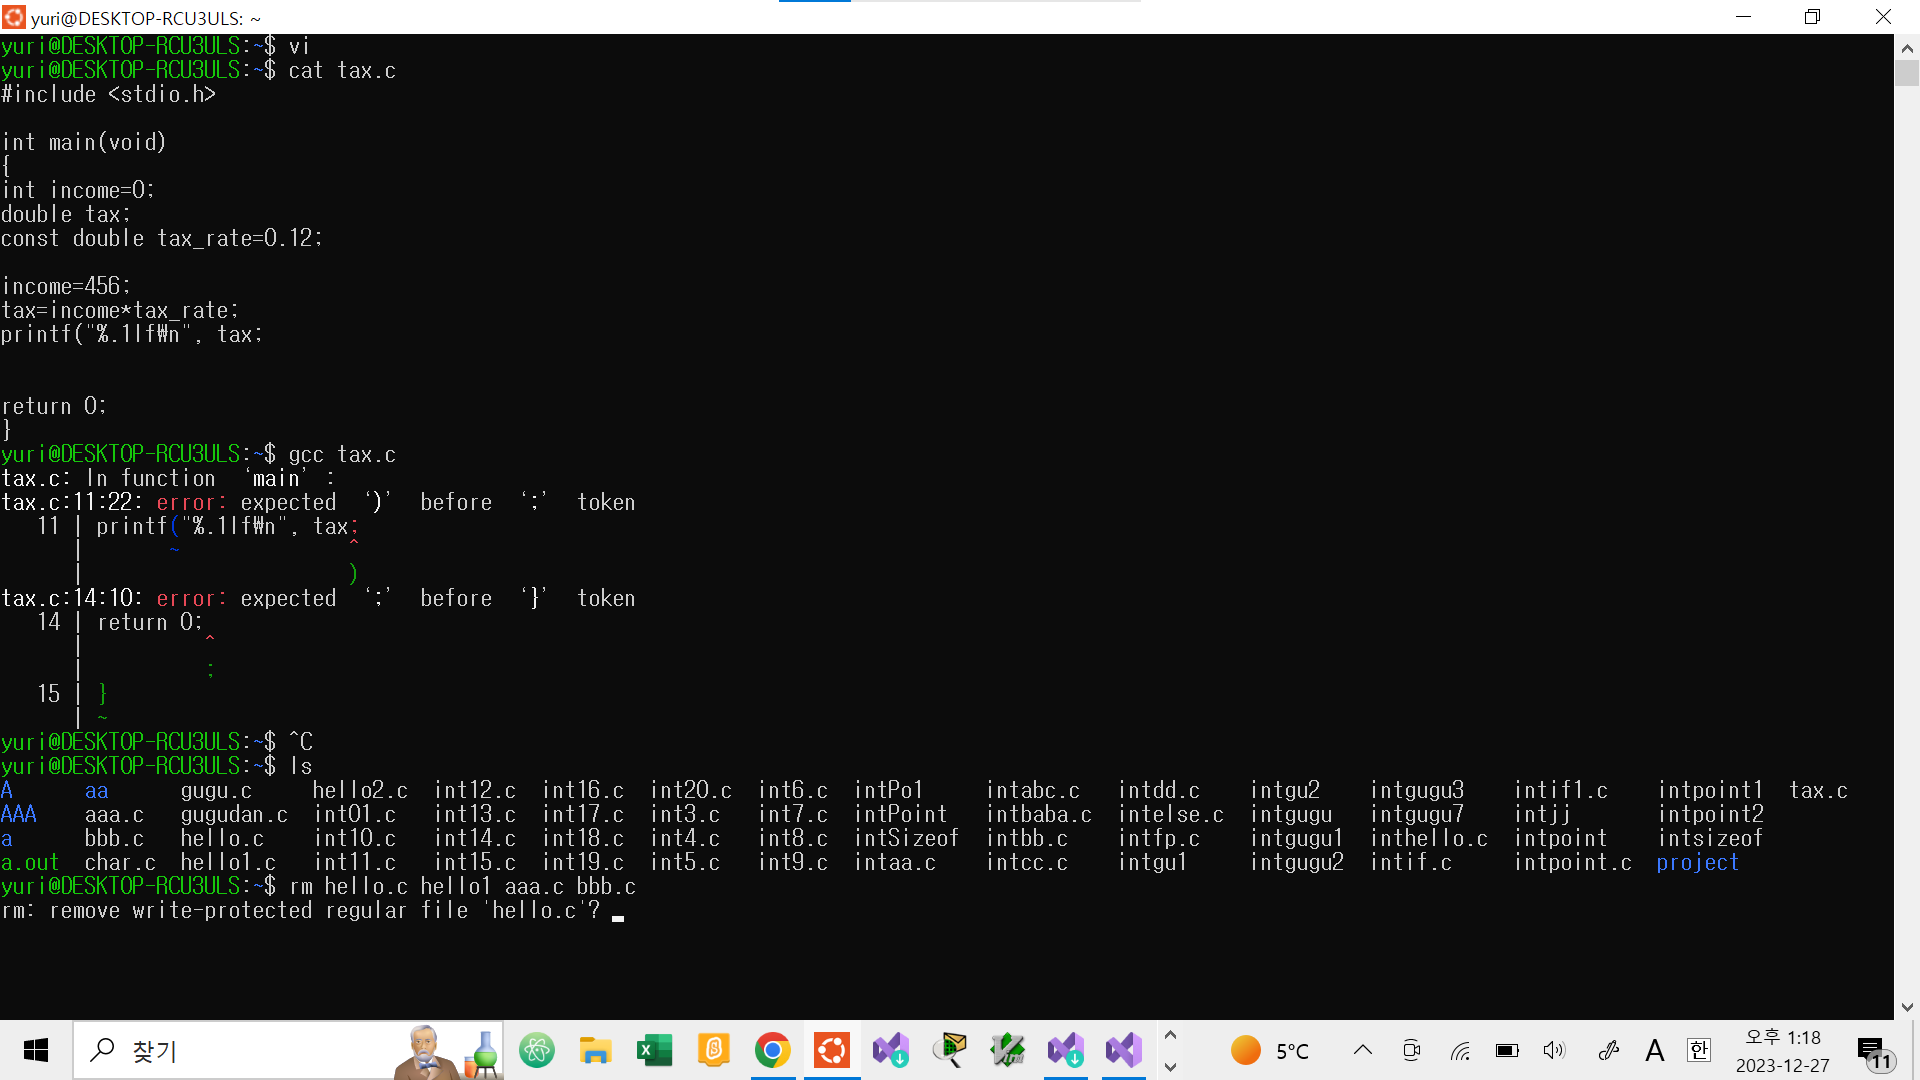 yuri@DESKTOP-RCU3ULS: ~
yuri@DESKTOP-RCU3ULS:~$ vi
yuri@DESKTOP-RCU3ULS:~$ cat tax.c
#include <stdio.h>
int main(void)
{
int income=0;
double tax;
const double tax_rate=0.12;
income=456;
tax=income*tax_rate;
printf("%.1lf₩n", tax;
return 0;
}
yuri@DESKTOP-RCU3ULS:~$ gcc tax.c
tax.c: In function ‘main’ :
tax.c:11:22: error: expected ‘)’ before ‘;’ token
11 | printf("%.1lf₩n", tax;
| ~ ^
| )
tax.c:14:10: error: expected ‘;’ before ‘}’ token
14 | return 0;
| ^
| ;
15 | }
| ~
yuri@DESKTOP-RCU3ULS:~$ ^C
yuri@DESKTOP-RCU3ULS:~$ ls
A aa gugu.c hello2.c int12.c int16.c int20.c int6.c intPo1 intabc.c intdd.c intgu2 intgugu3 intif1.c intpoint1 tax.c
AAA aaa.c gugudan.c int01.c int13.c int17.c int3.c int7.c intPoint intbaba.c intelse.c intgugu intgugu7 intjj intpoint2
a bbb.c hello.c int10.c int14.c int18.c int4.c int8.c intSizeof intbb.c intfp.c intgugu1 inthello.c intpoint intsizeof
a.out char.c hello1.c int11.c int15.c int19.c int5.c int9.c intaa.c intcc.c intgu1 intgugu2 intif.c intpoint.c project
yuri@DESKTOP-RCU3ULS:~$ rm hello.c hello1 aaa.c bbb.c
rm: remove write-protected regular file 'hello.c'?
찾기
5°C
A
한
오후 1:18
2023-12-27
11